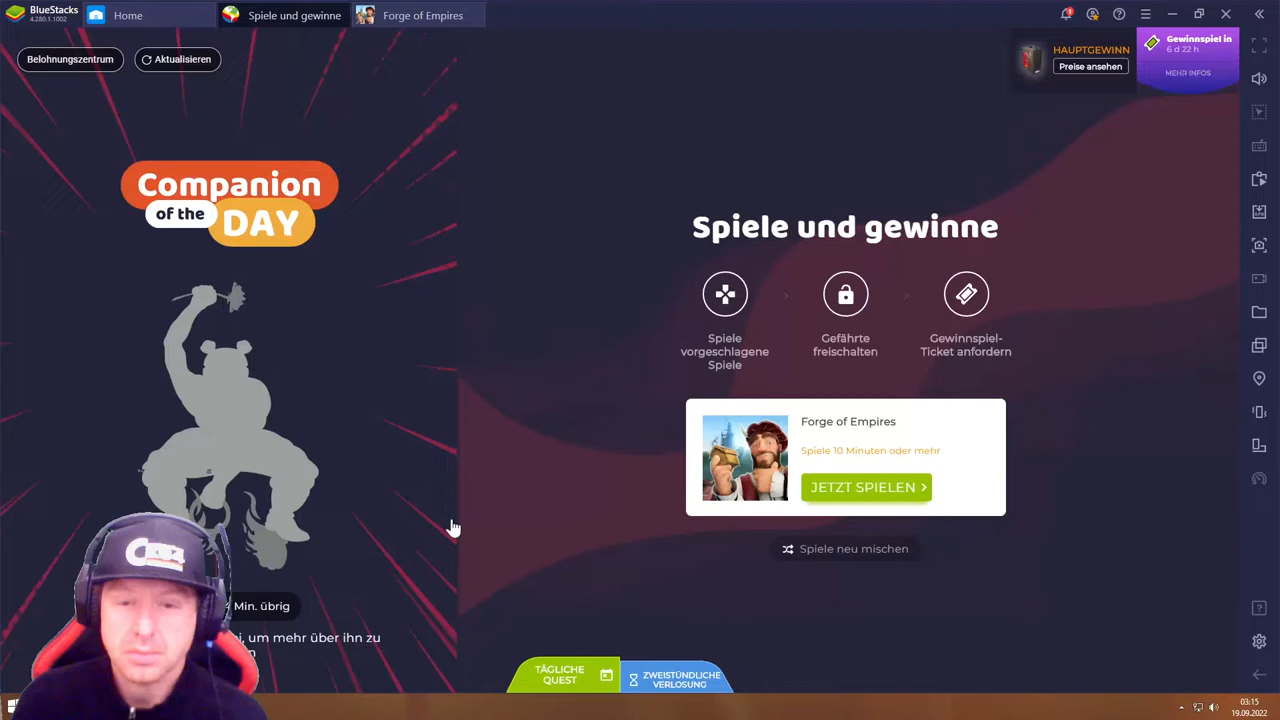 BlueStacks
4.280.1.1002
Home
Spiele und gewinne
Forge of Empires
Belohnungszentrum
Aktualisieren
HAUPTGEWINN
Preise ansehen
Gewinnspiel in
6 d 22 h
MEHR INFOS
Companion
of the
DAY
Spiele und gewinne
Spiele
vorgeschlagene
Spiele
Gefährte
freischalten
Gewinnspiel-
Ticket anfordern
Forge of Empires
Spiele 10 Minuten oder mehr
JETZT SPIELEN
Spiele neu mischen
Min. übrig
um mehr über ihn zu
TÄGLICHE
QUEST
ZWEISTÜNDLICHE
VERLOSUNG
03:15
19.09.2022